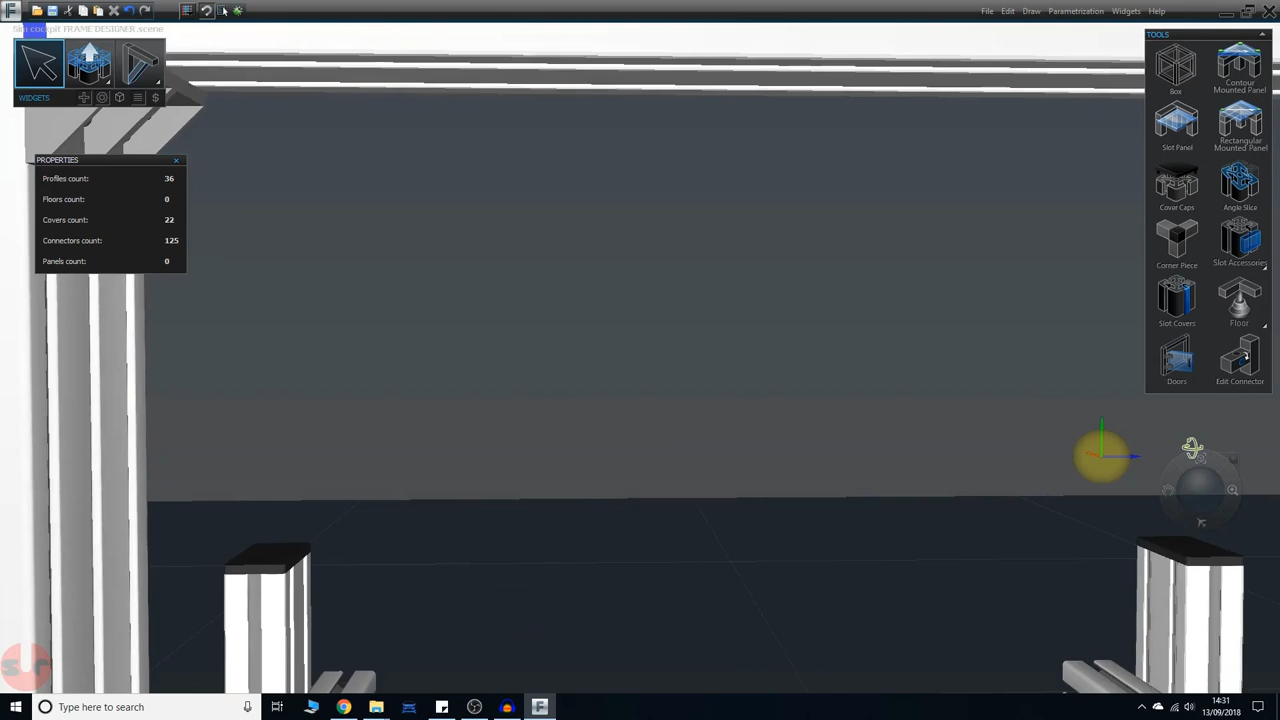 File Edit Draw Parametrization Widgets Help
Sim cockpit FRAME DESIGNER.scene
WIDGETS
PROPERTIES
Profiles count: 36
Floors count: 0
Covers count: 22
Connectors count: 125
Panels count: 0
TOOLS
Box
Contour Mounted Panel
Slot Panel
Rectangular Mounted Panel
Cover Caps
Angle Slice
Corner Piece
Slot Accessories
Slot Covers
Floor
Doors
Edit Connector
Type here to search
14:31
13/09/2018